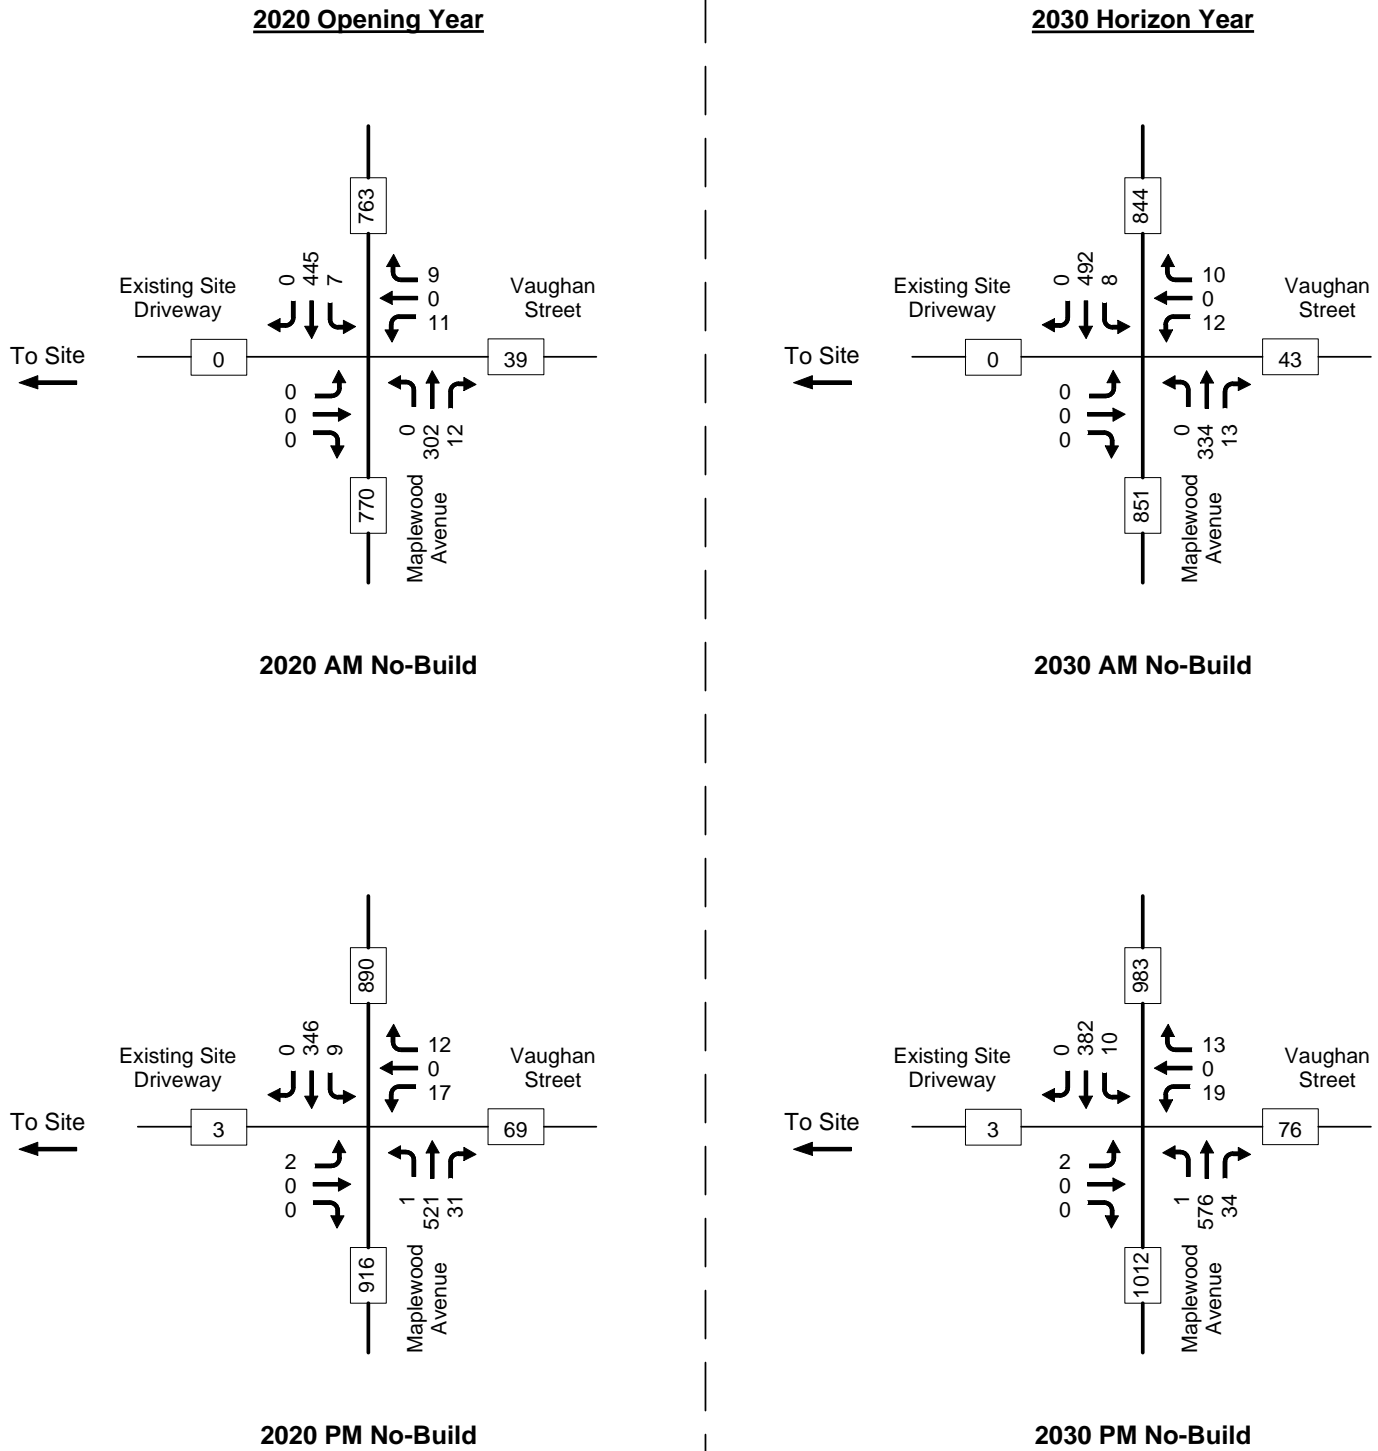 2020 Opening Year
2030 Horizon Year
763
0
445
7
9
0
11
Existing Site
Driveway
Vaughan
Street
To Site
0
39
0
0
0
0
302
12
770
Maplewood
Avenue
2020 AM No-Build
844
0
492
8
10
0
12
Existing Site
Driveway
Vaughan
Street
To Site
0
43
0
0
0
0
334
13
851
Maplewood
Avenue
2030 AM No-Build
890
0
346
9
12
0
17
Existing Site
Driveway
Vaughan
Street
To Site
3
69
2
0
0
1
521
31
916
Maplewood
Avenue
2020 PM No-Build
983
0
382
10
13
0
19
Existing Site
Driveway
Vaughan
Street
To Site
3
76
2
0
0
1
576
34
1012
Maplewood
Avenue
2030 PM No-Build